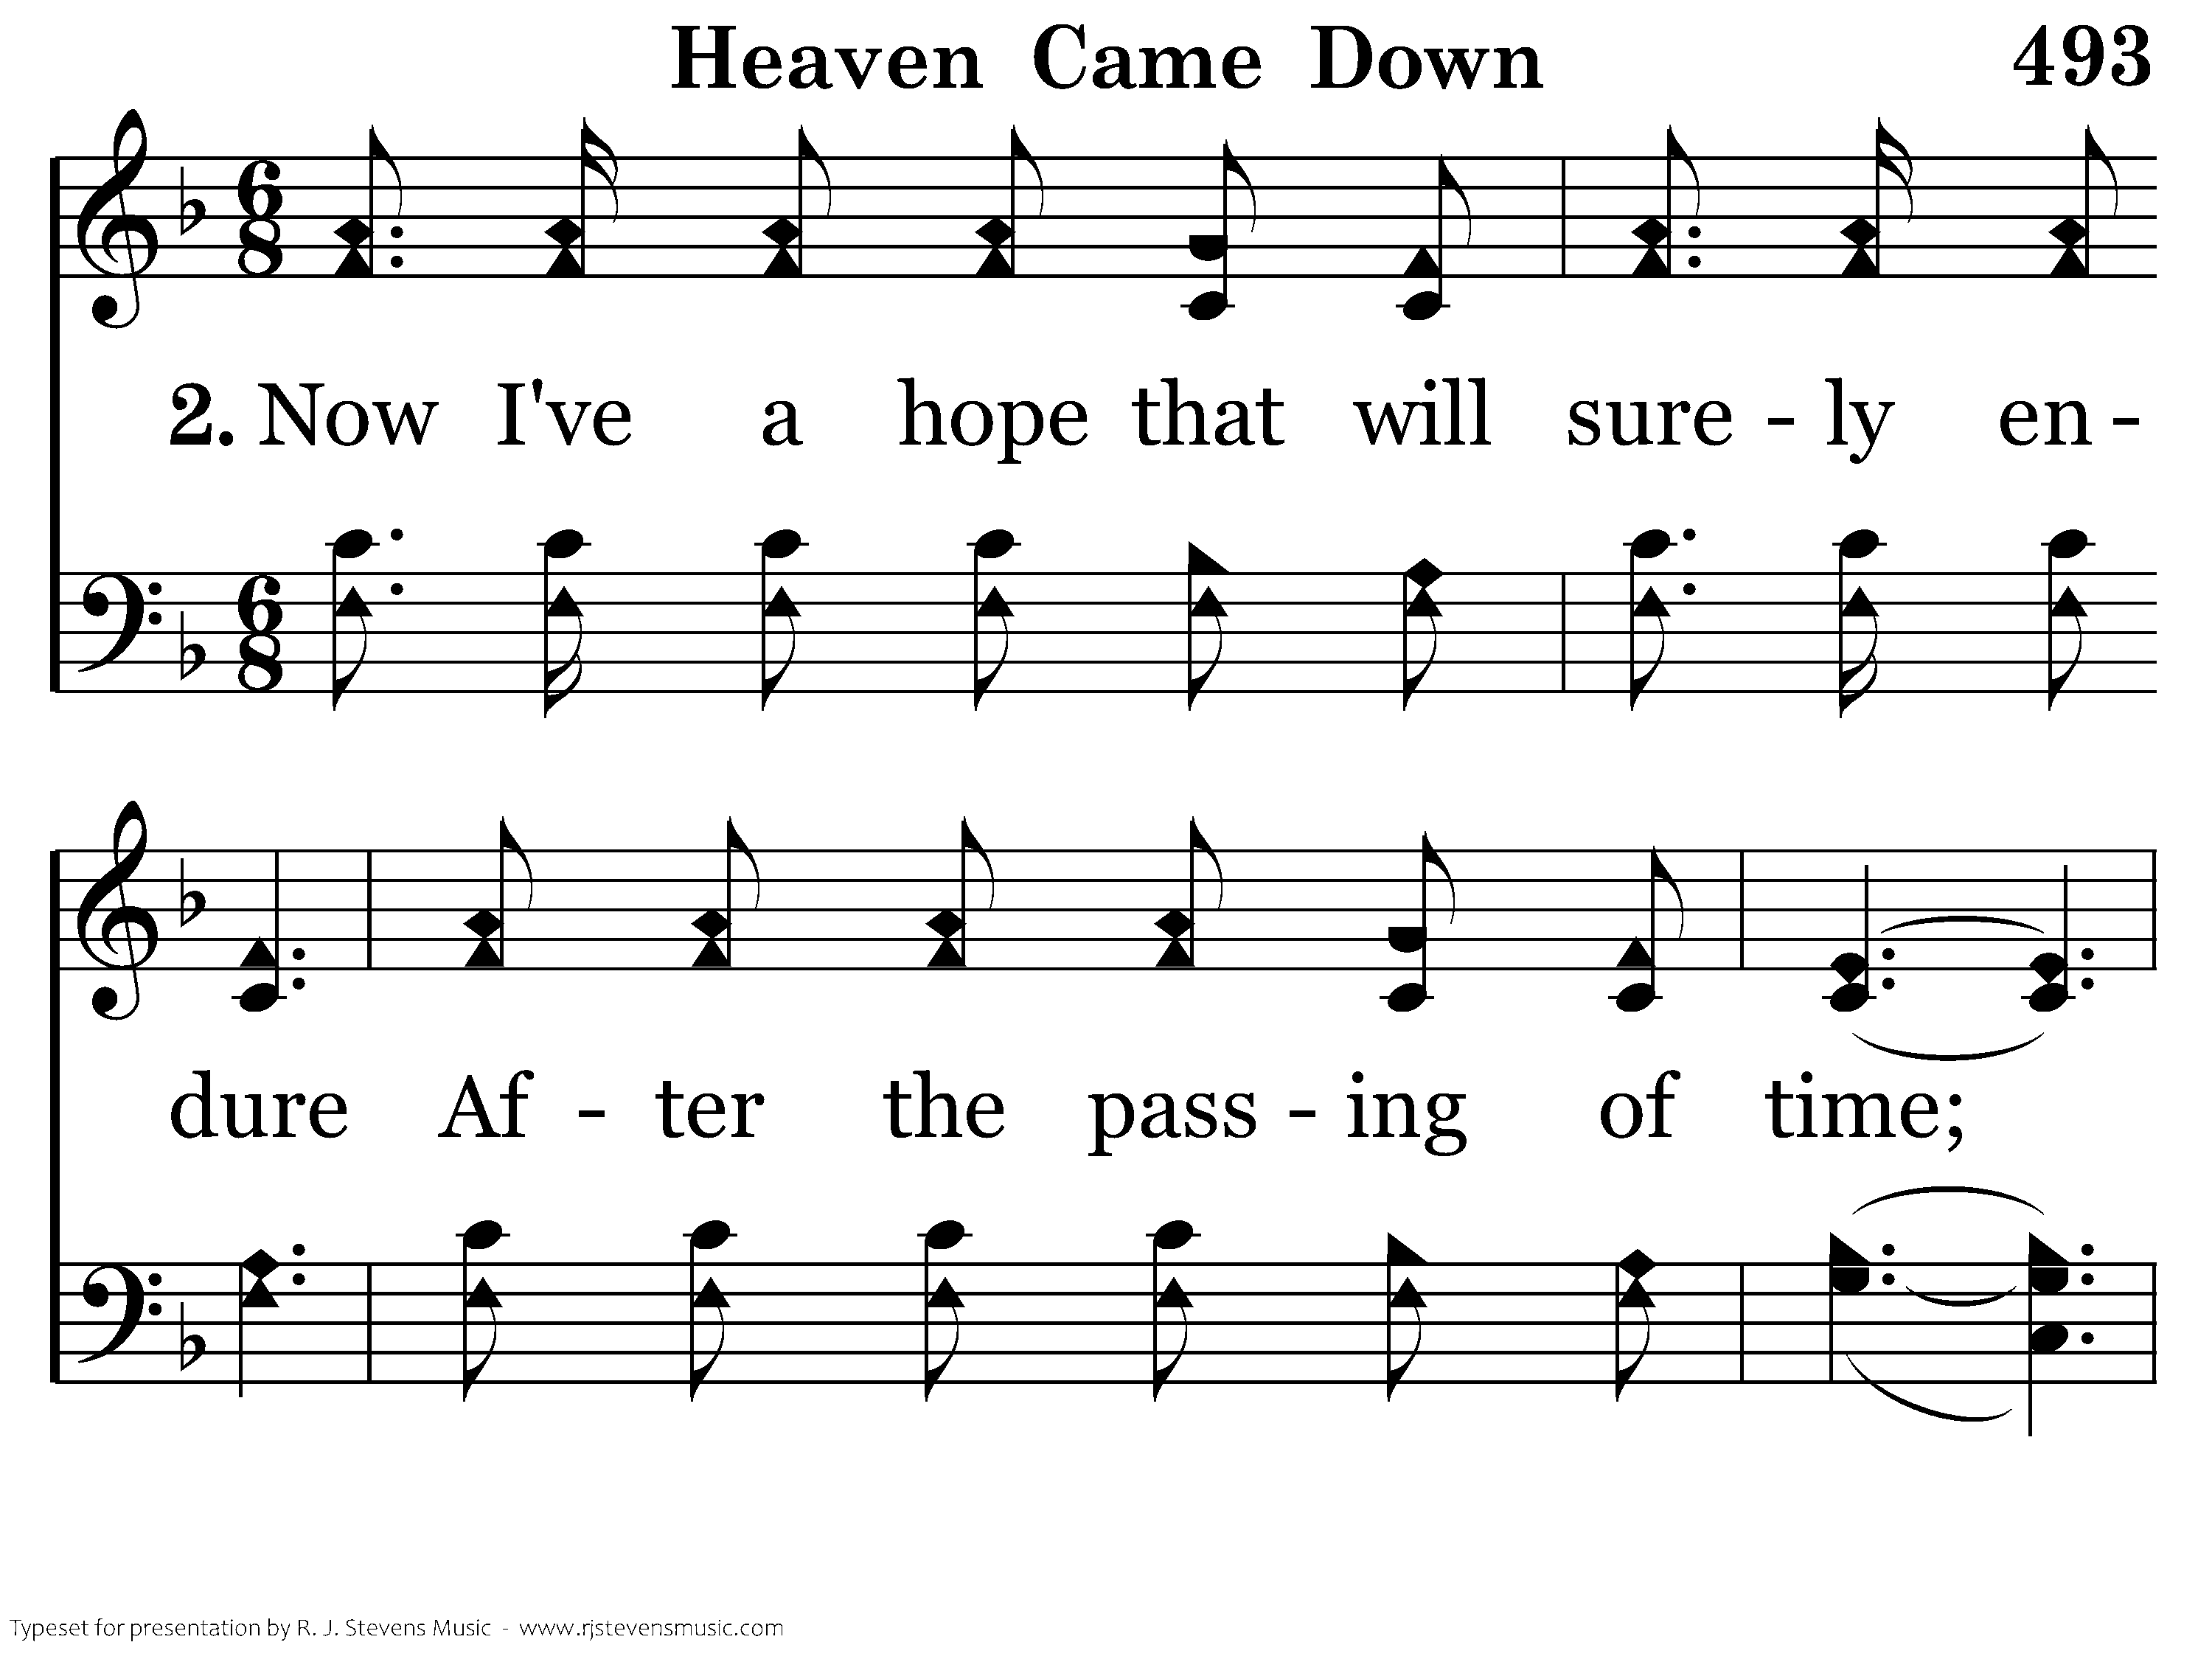 Heaven Came Down 493
2. Now I've a hope that will sure - ly en -
dure Af - ter the pass - ing of time;
Typeset for presentation by R. J. Stevens Music - www.rjstevensmusic.com